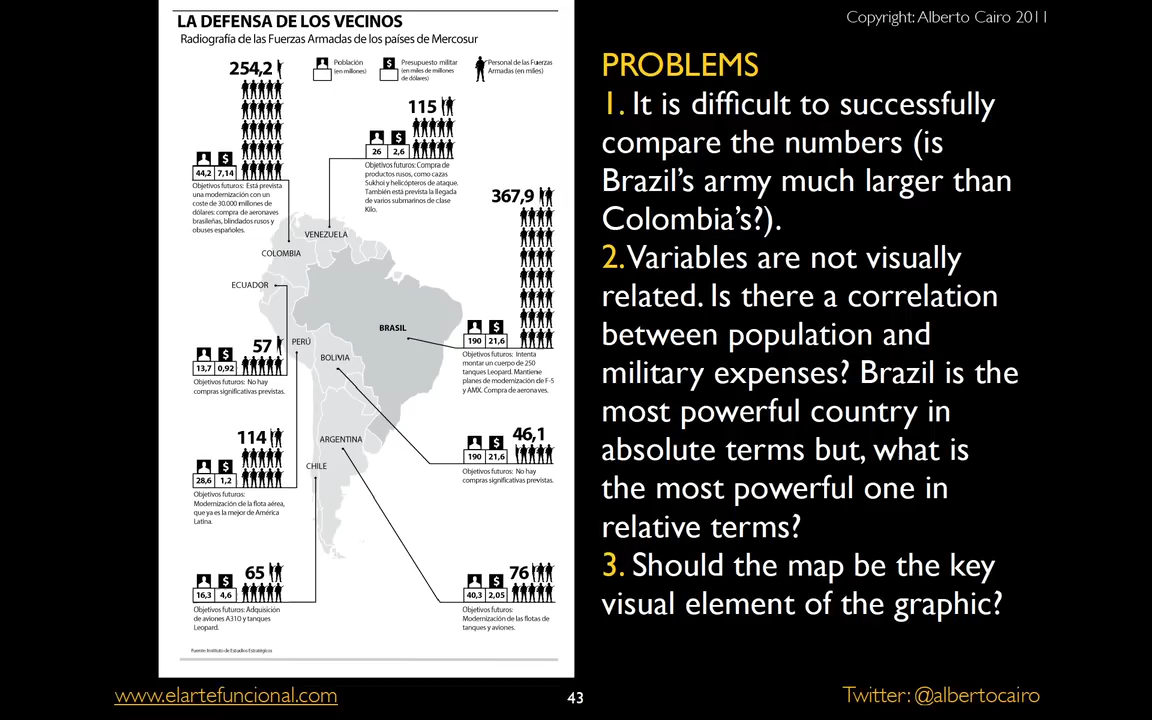 LA DEFENSA DE LOS VECINOS
Radiografía de las Fuerzas Armadas de los países de Mercosur
Población
(en millones)
$
Presupuesto militar
(en miles de millones
de dólares)
Personal de las Fuerzas
Armadas (en miles)
254,2
$
44,2 7,14
Objetivos futuros: Está prevista
una modernización con un
coste de 30.000 millones de
dólares: compra de aeronaves
brasileñas, blindados rusos y
obuses españoles.
115
$
26 2,6
Objetivos futuros: Compra de
productos rusos, como cazas
Sukhoi y helicópteros de ataque.
También está prevista la llegada
de varios submarinos de clase
Kilo.
367,9
$
190 21,6
Objetivos futuros: Intenta
montar un cuerpo de 250
tanques Leopard. Mantiene
planes de modernización de F-5
y AMX. Compra de aeronaves.
VENEZUELA
COLOMBIA
ECUADOR
BRASIL
PERÚ
BOLIVIA
ARGENTINA
CHILE
57
$
13,7 0,92
Objetivos futuros: No hay
compras significativas previstas.
114
$
28,6 1,2
Objetivos futuros:
Modernización de la flota aérea,
que ya es la mejor de América
Latina.
46,1
$
190 21,6
Objetivos futuros: No hay
compras significativas previstas.
65
$
16,3 4,6
Objetivos futuros: Adquisición
de aviones A310 y tanques
Leopard.
76
$
40,3 2,05
Objetivos futuros:
Modernización de las flotas de
tanques y aviones.
Fuente: Instituto de Estudios Estratégicos
Copyright: Alberto Cairo 2011
PROBLEMS
1. It is difficult to successfully
compare the numbers (is
Brazil's army much larger than
Colombia's?).
2. Variables are not visually
related. Is there a correlation
between population and
military expenses? Brazil is the
most powerful country in
absolute terms but, what is
the most powerful one in
relative terms?
3. Should the map be the key
visual element of the graphic?
www.elartefuncional.com
43
Twitter: @albertocairo